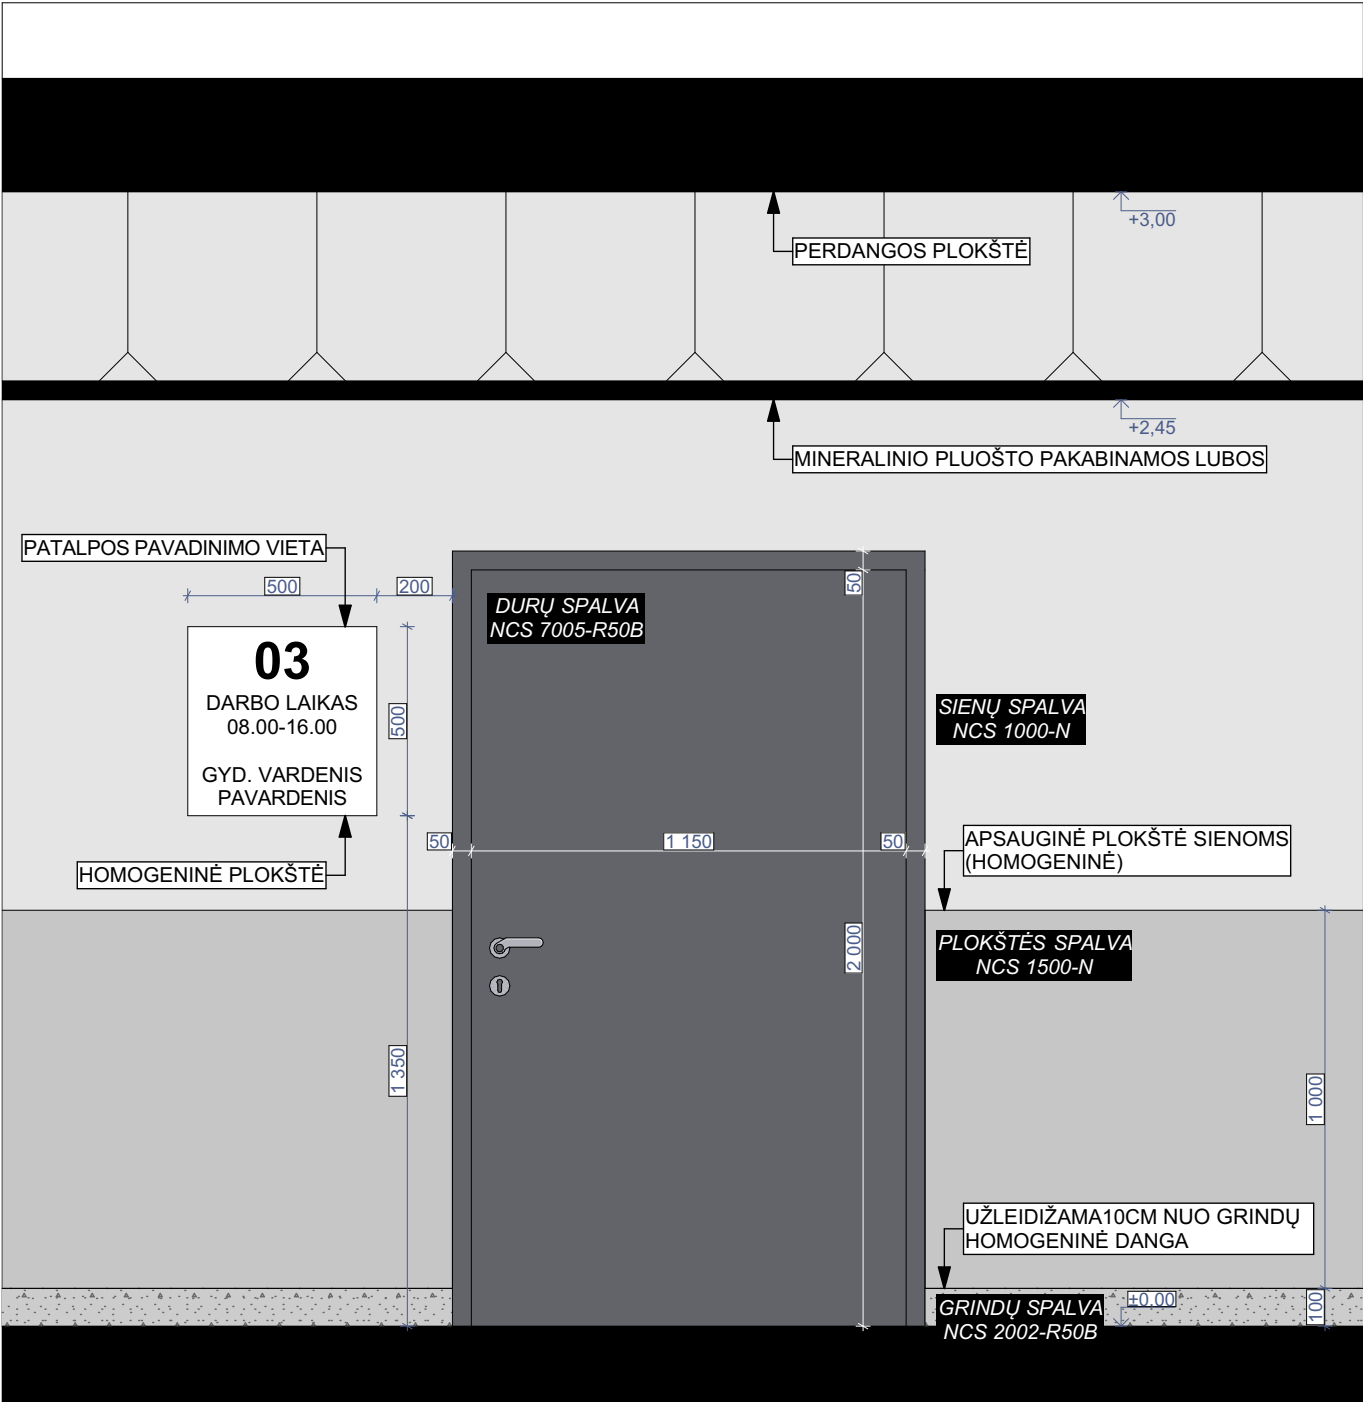 +3,00
PERDANGOS PLOKŠTĖ
+2,45
MINERALINIO PLUOŠTO PAKABINAMOS LUBOS
PATALPOS PAVADINIMO VIETA
500
200
50
DURŲ SPALVA
NCS 7005-R50B
03
DARBO LAIKAS
08.00-16.00
GYD. VARDENIS
PAVARDENIS
500
SIENŲ SPALVA
NCS 1000-N
50
1 150
50
APSAUGINĖ PLOKŠTĖ SIENOMS
(HOMOGENINĖ)
HOMOGENINĖ PLOKŠTĖ
2 000
PLOKŠTĖS SPALVA
NCS 1500-N
1 350
1 000
UŽLEIDIŽAMA10CM NUO GRINDŲ
HOMOGENINĖ DANGA
±0,00
100
GRINDŲ SPALVA
NCS 2002-R50B